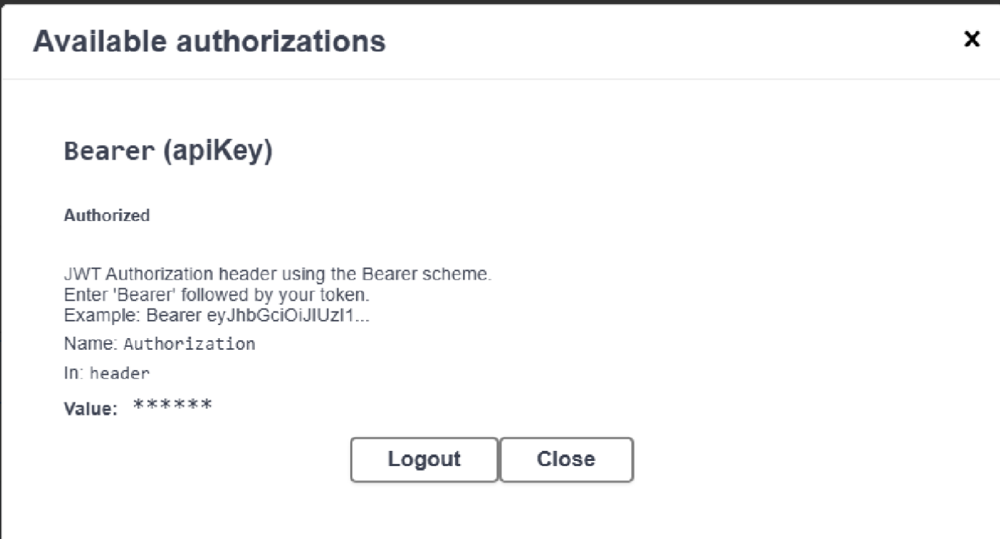 Available authorizations
Bearer (apiKey)
Authorized
JWT Authorization header using the Bearer scheme.
Enter 'Bearer' followed by your token.
Example: Bearer eyJhbGciOiJIUzI1...
Name: Authorization
In: header
Value: ******
Logout Close